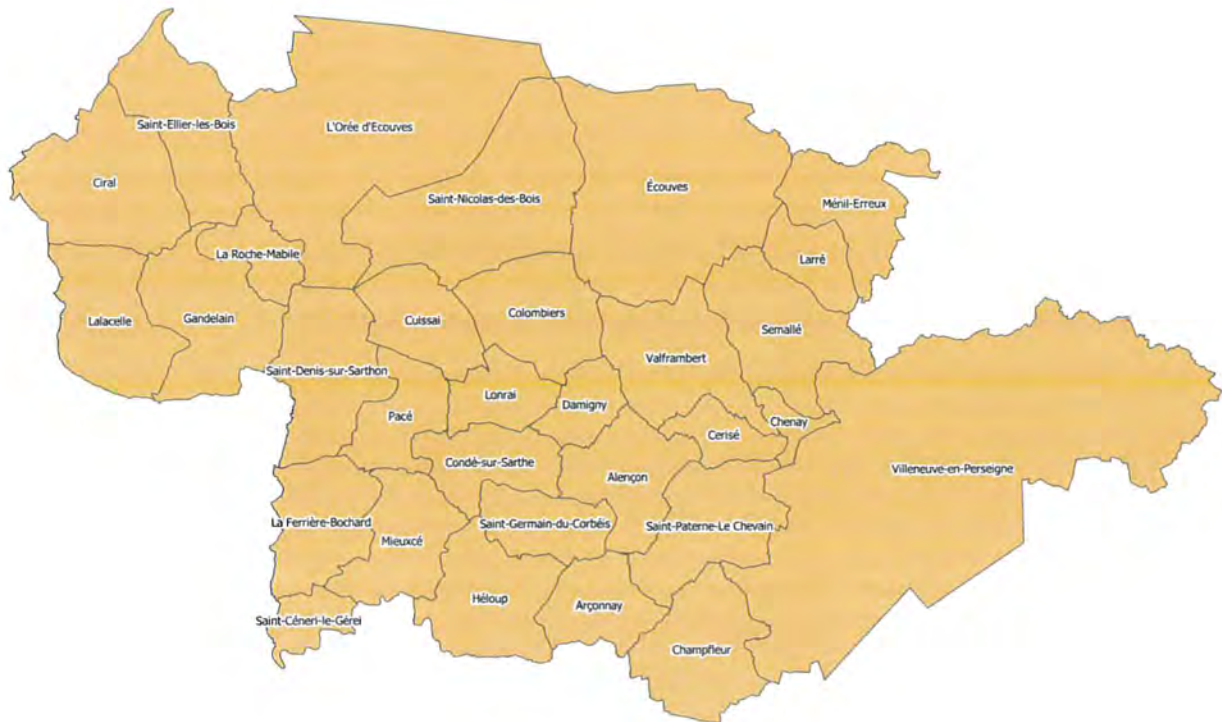 Saint-Ellier-les-Bois
L'Orée d'Ecouves
Ciral
Saint-Nicolas-des-Bois
Écouves
Ménil-Erreux
La Roche-Mabile
Larré
Lalacelle
Gandelain
Cuissai
Colombiers
Semallé
Valframbert
Saint-Denis-sur-Sarthon
Lonrai
Damigny
Pacé
Chenay
Cerisé
Condé-sur-Sarthe
Villeneuve-en-Perseigne
Alençon
La Ferrière-Bochard
Saint-Germain-du-Corbéis
Saint-Paterne-Le Chevain
Mieuxcé
Héloup
Arçonnay
Saint-Céneri-le-Gérei
Champfleur